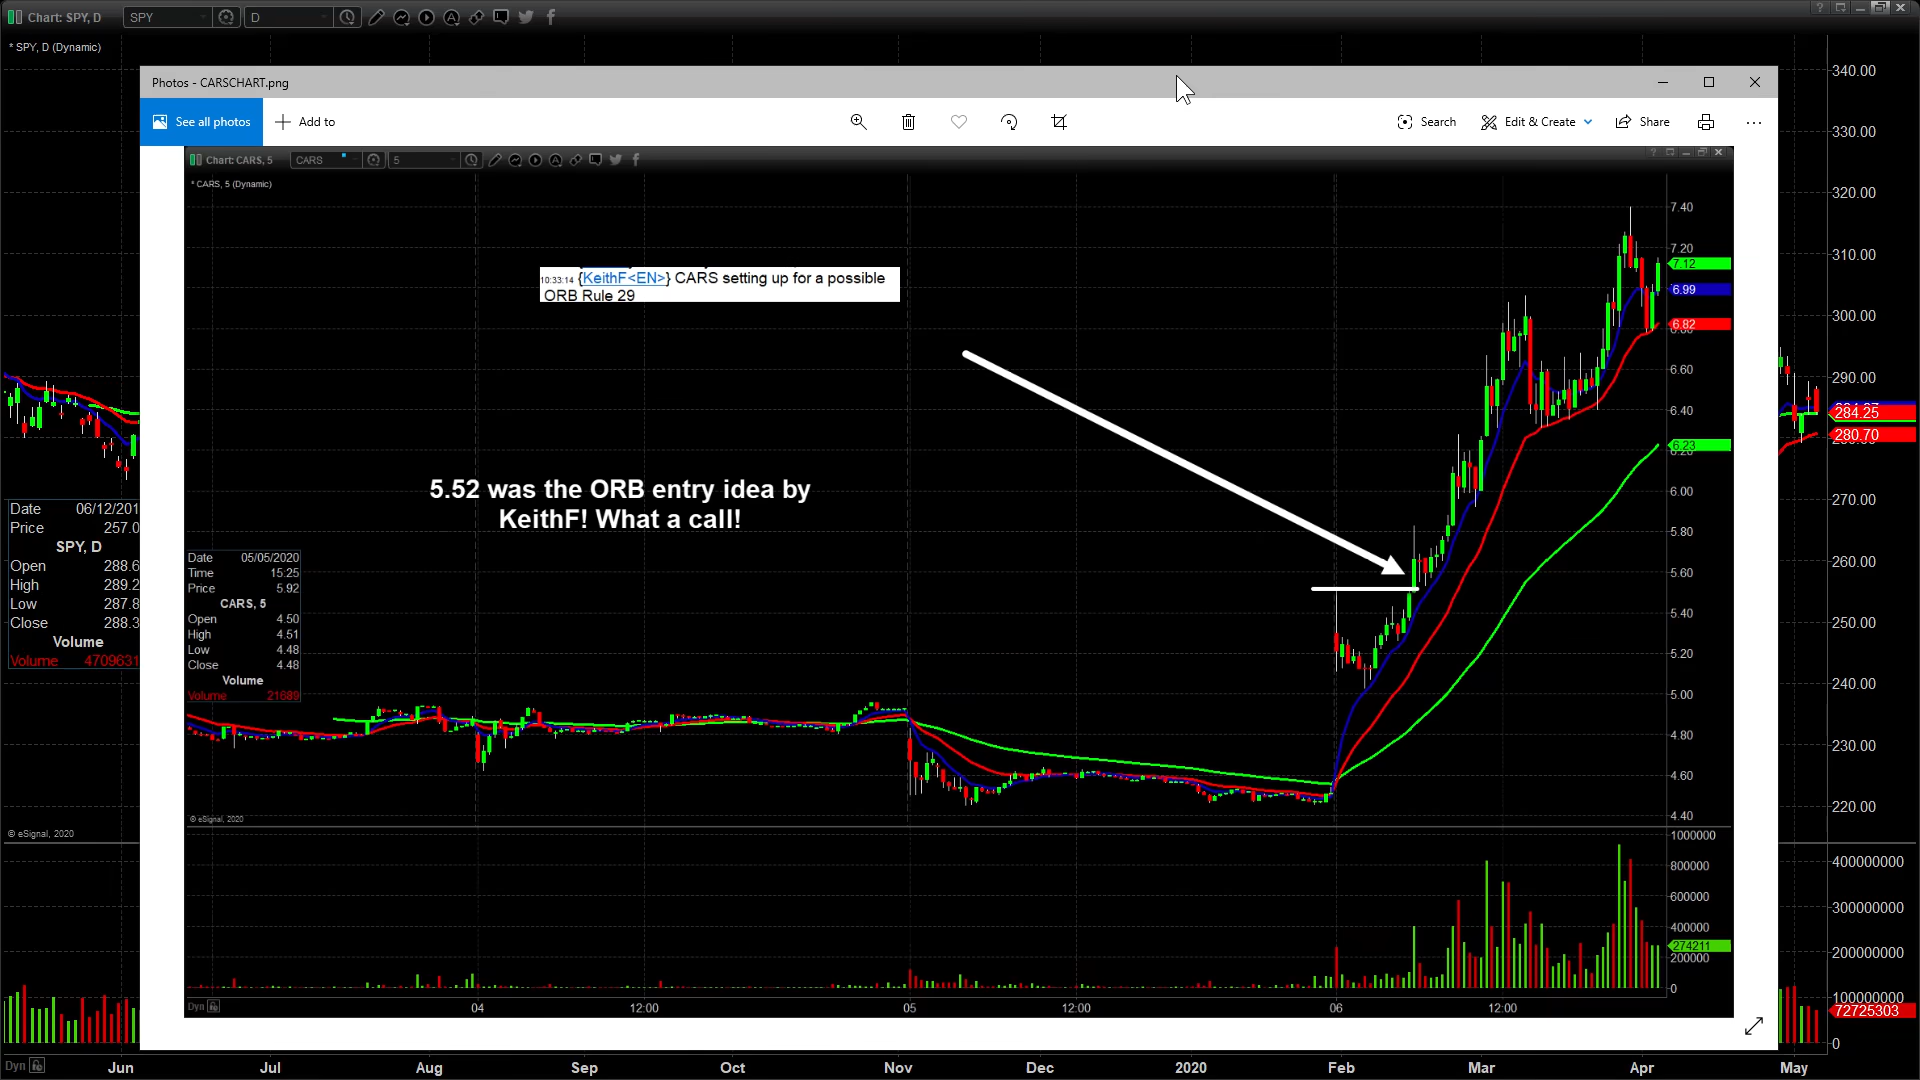 Chart: SPY, D
SPY
D
* SPY, D (Dynamic)
Photos - CARSCHART.png
See all photos
Add to
Search
Edit & Create
Share
Chart: CARS, 5
CARS
5
* CARS, 5 (Dynamic)
10:33:14 {KeithF<EN>} CARS setting up for a possible
ORB Rule 29
5.52 was the ORB entry idea by
KeithF! What a call!
Date 05/05/2020
Time 15:25
Price 5.92
CARS, 5
Open 4.50
High 4.51
Low 4.48
Close 4.48
Volume
Volume 21689
© eSignal, 2020
7.40
7.20
7.12
6.99
6.82
6.60
6.40
6.23
6.20
6.00
5.80
5.60
5.40
5.20
5.00
4.80
4.60
4.40
1000000
800000
600000
400000
274211
200000
0
Dyn
04
12:00
05
12:00
06
12:00
Date 06/12/201
Price 257.0
SPY, D
Open 288.6
High 289.2
Low 287.8
Close 288.3
Volume
Volume 4709631
© eSignal, 2020
340.00
330.00
320.00
310.00
300.00
290.00
284.25
280.70
270.00
260.00
250.00
240.00
230.00
220.00
400000000
300000000
200000000
100000000
72725303
0
Dyn
Jun
Jul
Aug
Sep
Oct
Nov
Dec
2020
Feb
Mar
Apr
May